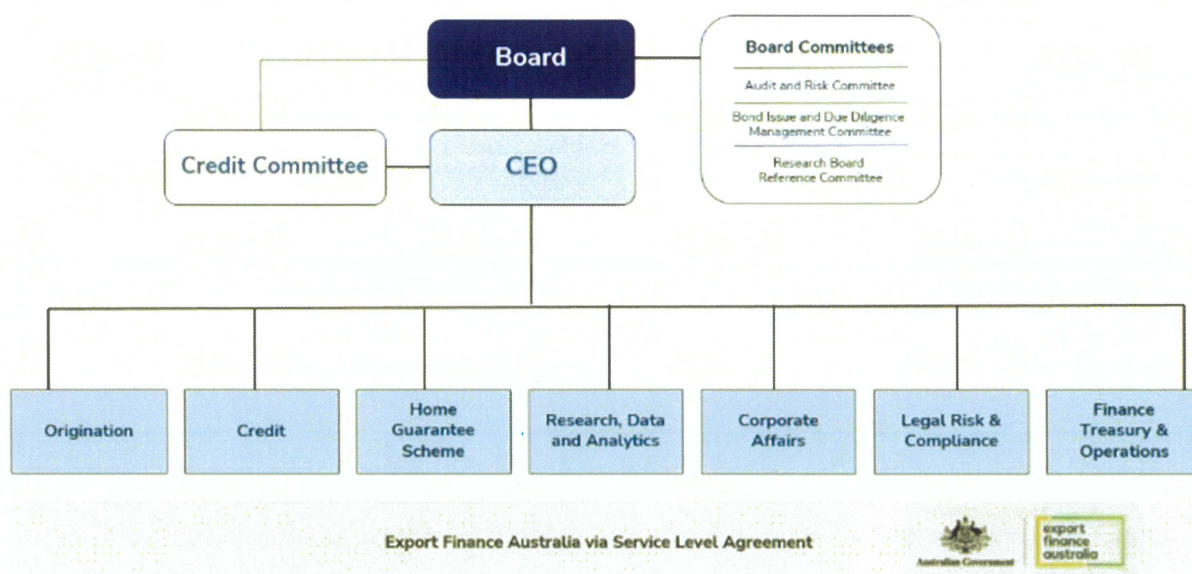 Board
Board Committees
Audit and Risk Committee
Bond Issue and Due Diligence
Management Committee
Research Board
Reference Committee
Credit Committee
CEO
Origination
Credit
Home
Guarantee
Scheme
Research, Data
and Analytics
Corporate
Affairs
Legal Risk &
Compliance
Finance
Treasury &
Operations
Export Finance Australia via Service Level Agreement
Australian Government
export
finance
australia